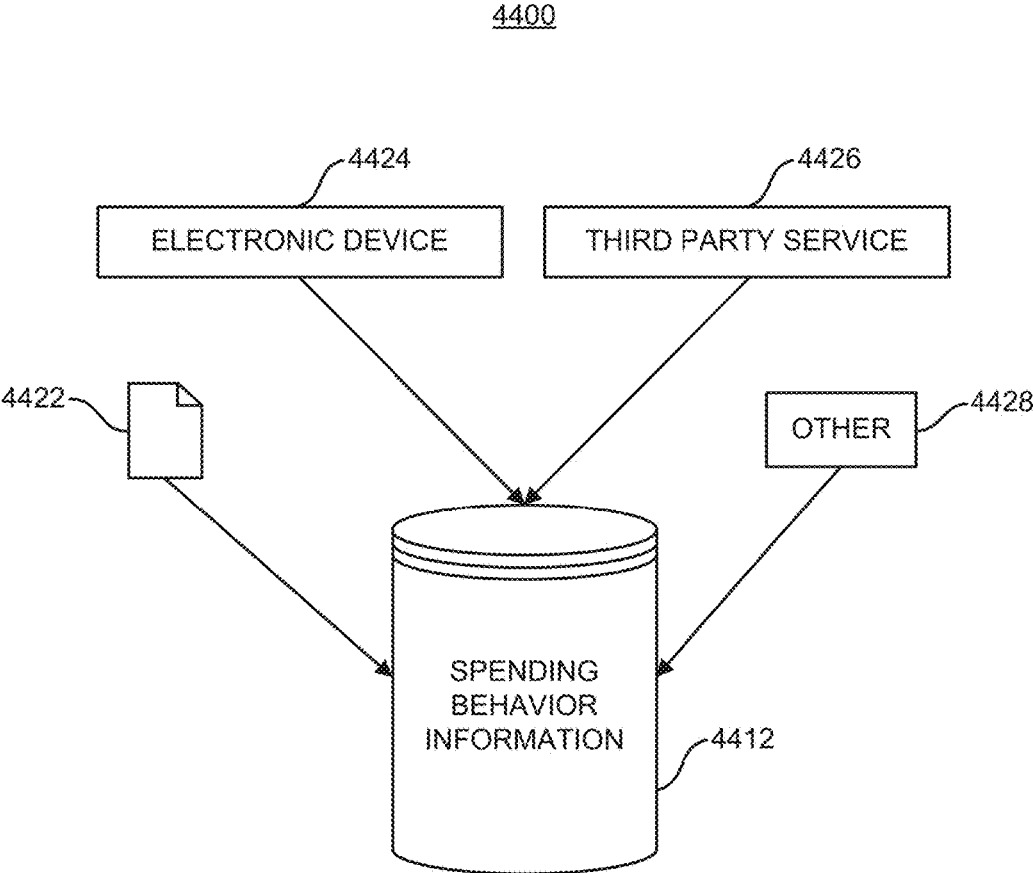 4400
4424
4426
ELECTRONIC DEVICE
THIRD PARTY SERVICE
4422
4428
OTHER
SPENDING
BEHAVIOR
INFORMATION
4412